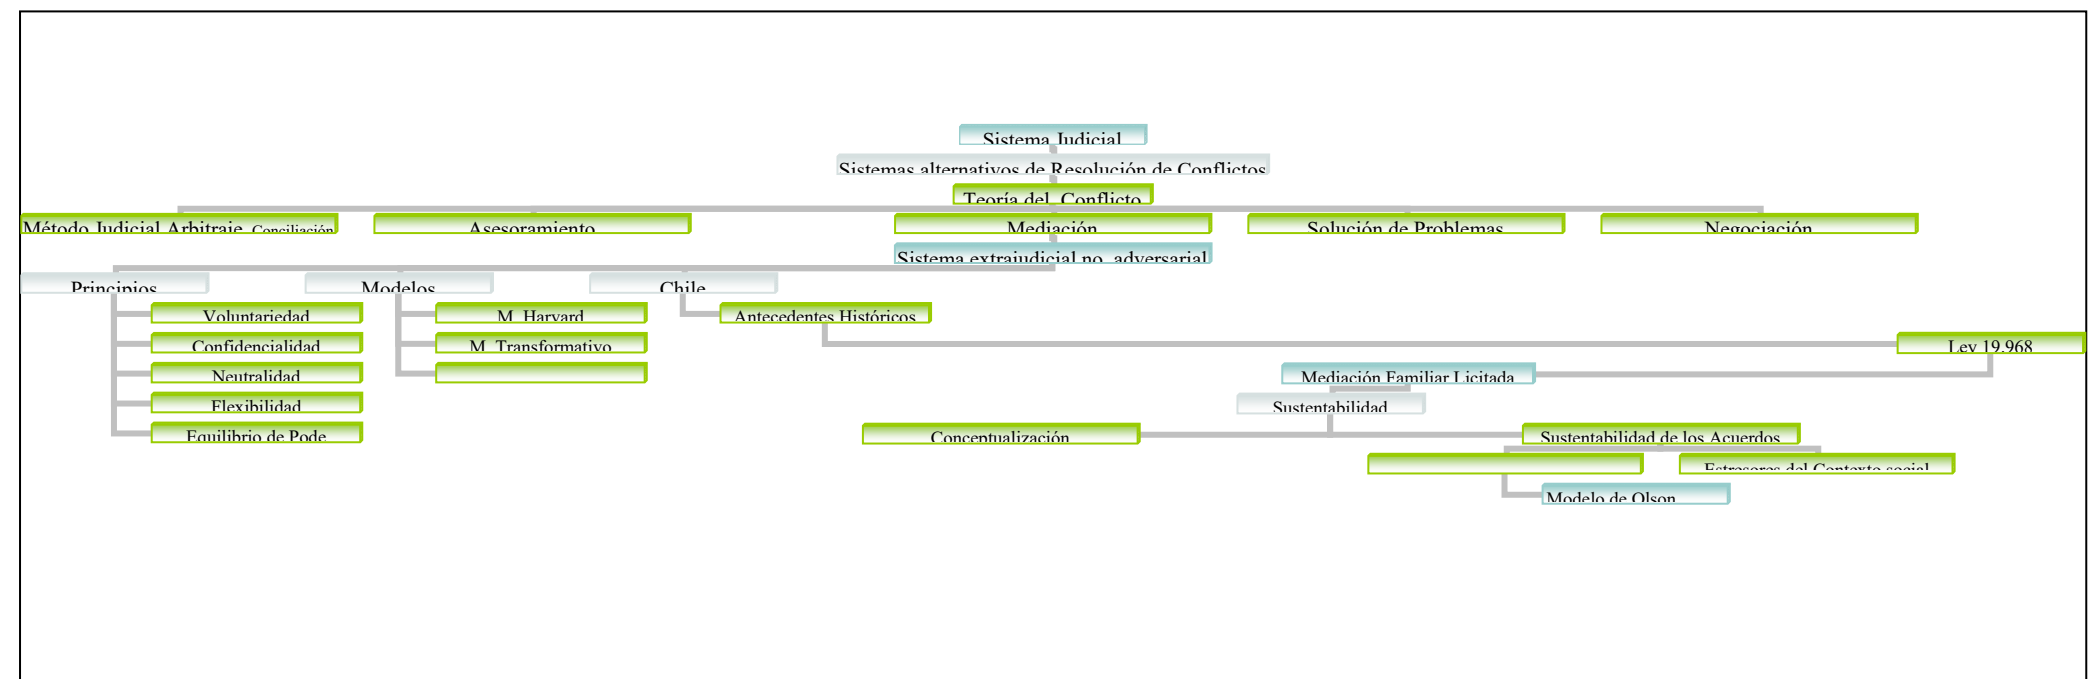 Sistema Judicial
Sistemas alternativos de Resolución de Conflictos
Teoría del Conflicto
Método Judicial Arbitraje Conciliación
Asesoramiento
Mediación
Solución de Problemas
Negociación
Sistema extrajudicial no adversarial
Principios
Modelos
Chile
Voluntariedad
M. Harvard
Antecedentes Históricos
Confidencialidad
M. Transformativo
Ley 19.968
Neutralidad
Mediación Familiar Licitada
Flexibilidad
Sustentabilidad
Equilibrio de Pode
Conceptualización
Sustentabilidad de los Acuerdos
Estresores del Contexto social
Modelo de Olson